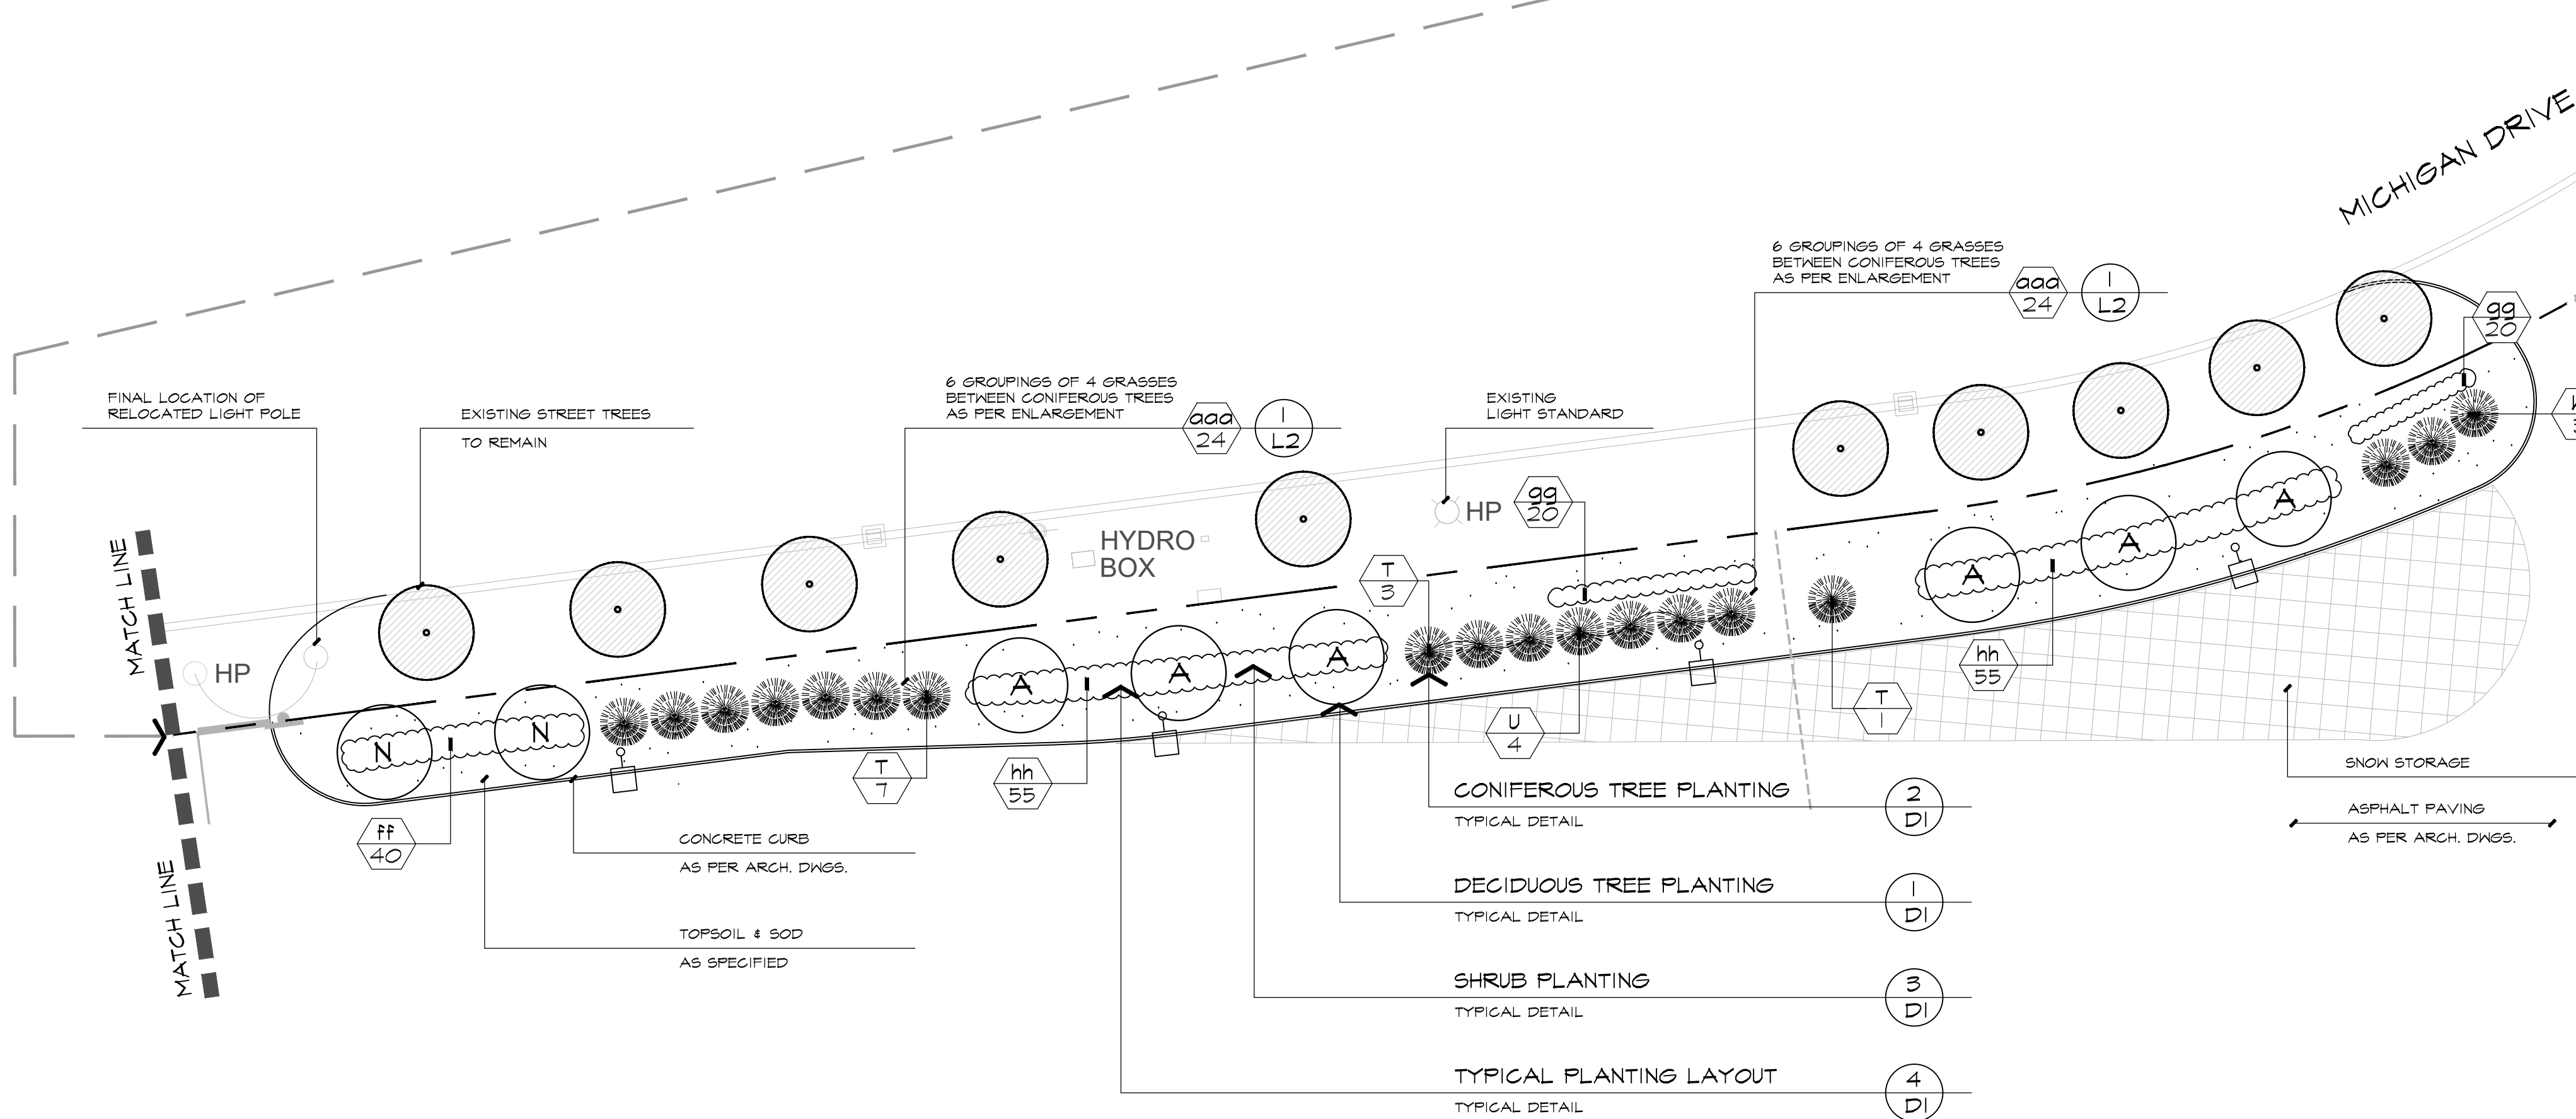 MICHIGAN DRIVE
6 GROUPINGS OF 4 GRASSES
BETWEEN CONIFEROUS TREES
AS PER ENLARGEMENT
aaa
24
1
L2
gg
20
FINAL LOCATION OF
RELOCATED LIGHT POLE
EXISTING STREET TREES
TO REMAIN
6 GROUPINGS OF 4 GRASSES
BETWEEN CONIFEROUS TREES
AS PER ENLARGEMENT
aaa
24
1
L2
EXISTING
LIGHT STANDARD
HP
gg
20
HYDRO
BOX
T
3
MATCH LINE
HP
N
N
A
A
A
A
A
A
hh
55
T
1
U
4
T
7
hh
55
ff
40
MATCH LINE
CONCRETE CURB
AS PER ARCH. DWGS.
TOPSOIL & SOD
AS SPECIFIED
SNOW STORAGE
ASPHALT PAVING
AS PER ARCH. DWGS.
CONIFEROUS TREE PLANTING
TYPICAL DETAIL
2
D1
DECIDUOUS TREE PLANTING
TYPICAL DETAIL
1
D1
SHRUB PLANTING
TYPICAL DETAIL
3
D1
TYPICAL PLANTING LAYOUT
TYPICAL DETAIL
4
D1